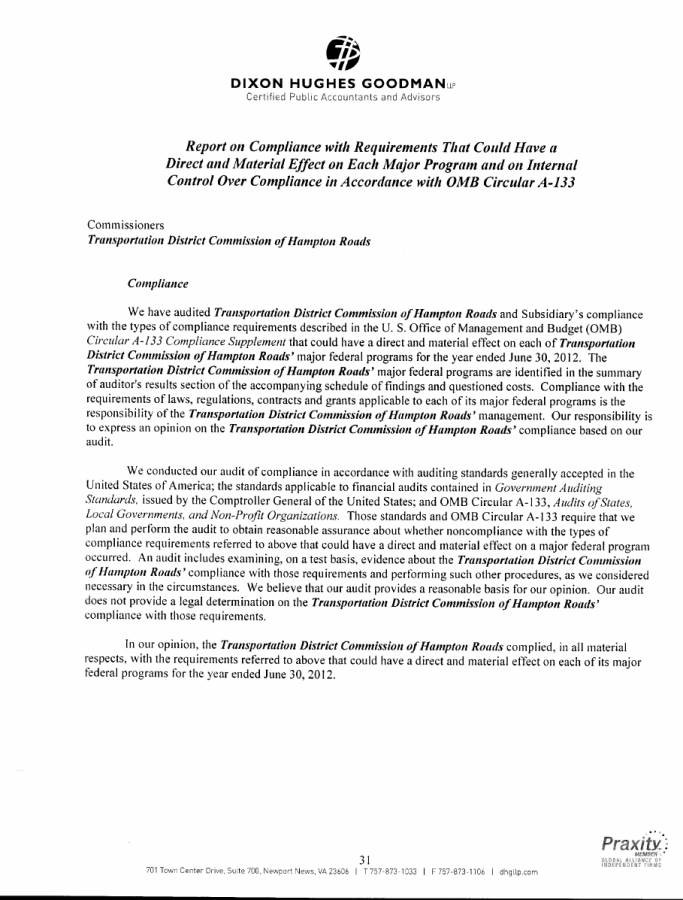 DIXON HUGHES GOODMAN LLP
Certified Public Accountants and Advisors
Report on Compliance with Requirements That Could Have a
Direct and Material Effect on Each Major Program and on Internal
Control Over Compliance in Accordance with OMB Circular A-133
Commissioners
Transportation District Commission of Hampton Roads
Compliance
We have audited Transportation District Commission of Hampton Roads and Subsidiary's compliance
with the types of compliance requirements described in the U. S. Office of Management and Budget (OMB)
Circular A-133 Compliance Supplement that could have a direct and material effect on each of Transportation
District Commission of Hampton Roads' major federal programs for the year ended June 30, 2012. The
Transportation District Commission of Hampton Roads' major federal programs are identified in the summary
of auditor's results section of the accompanying schedule of findings and questioned costs. Compliance with the
requirements of laws, regulations, contracts and grants applicable to each of its major federal programs is the
responsibility of the Transportation District Commission of Hampton Roads' management. Our responsibility is
to express an opinion on the Transportation District Commission of Hampton Roads' compliance based on our
audit.
We conducted our audit of compliance in accordance with auditing standards generally accepted in the
United States of America; the standards applicable to financial audits contained in Government Auditing
Standards, issued by the Comptroller General of the United States; and OMB Circular A-133, Audits of States,
Local Governments, and Non-Profit Organizations. Those standards and OMB Circular A-133 require that we
plan and perform the audit to obtain reasonable assurance about whether noncompliance with the types of
compliance requirements referred to above that could have a direct and material effect on a major federal program
occurred. An audit includes examining, on a test basis, evidence about the Transportation District Commission
of Hampton Roads' compliance with those requirements and performing such other procedures, as we considered
necessary in the circumstances. We believe that our audit provides a reasonable basis for our opinion. Our audit
does not provide a legal determination on the Transportation District Commission of Hampton Roads'
compliance with those requirements.
In our opinion, the Transportation District Commission of Hampton Roads complied, in all material
respects, with the requirements referred to above that could have a direct and material effect on each of its major
federal programs for the year ended June 30, 2012.
Praxity
MEMBER
GLOBAL ALLIANCE OF
INDEPENDENT FIRMS
31
701 Town Center Drive, Suite 700, Newport News, VA 23606 | T 757-873-1033 | F 757-873-1106 | dhgllp.com